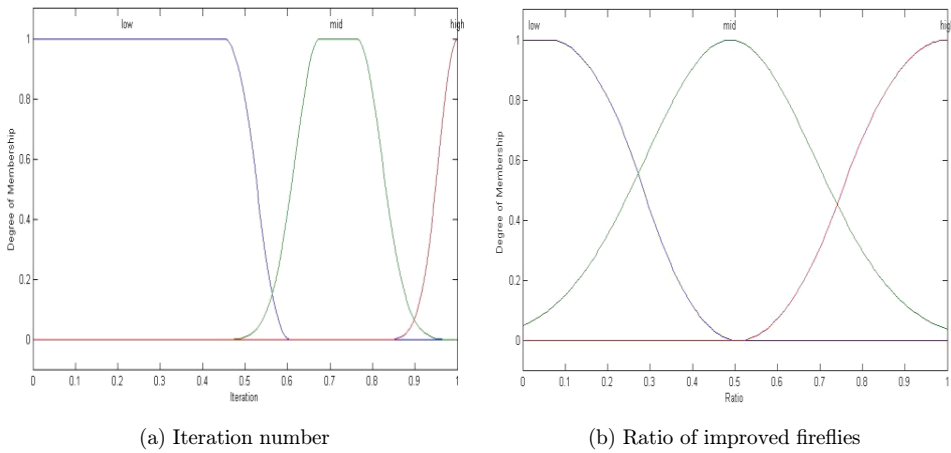 low mid high
1
0.8
0.6
0.4
0.2
0
Degree of Membership
0 0.1 0.2 0.3 0.4 0.5 0.6 0.7 0.8 0.9 1
Iteration
(a) Iteration number
low mid hig
1
0.8
0.6
0.4
0.2
0
Degree of Membership
0 0.1 0.2 0.3 0.4 0.5 0.6 0.7 0.8 0.9 1
Ratio
(b) Ratio of improved fireflies